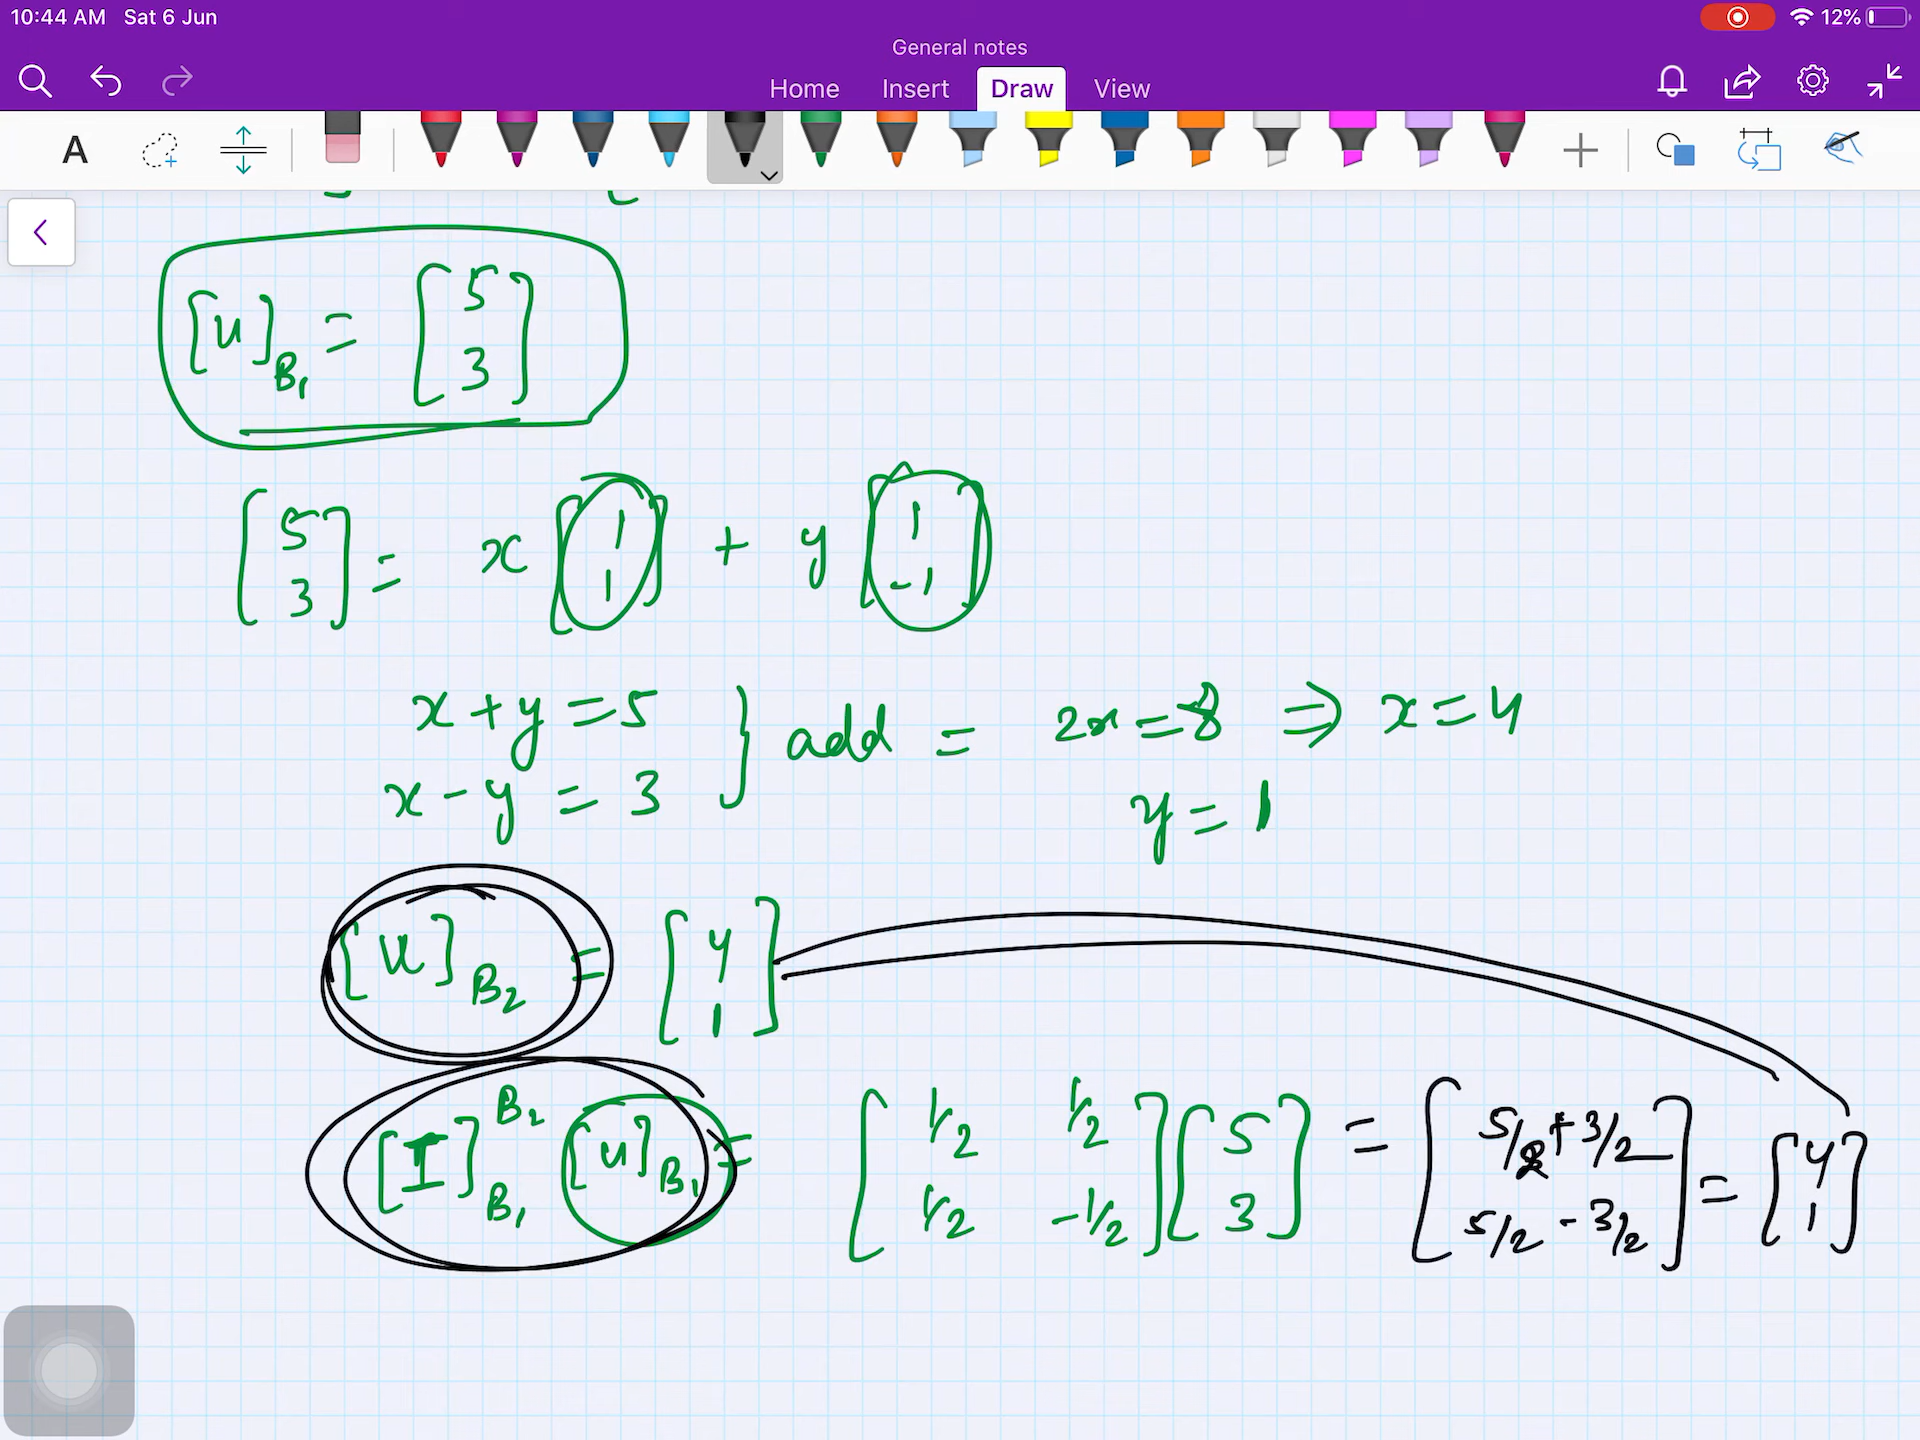 10:44 AM Sat 6 Jun 12%
General notes
Home Insert Draw View
A
[u]B₁ = [5 3]
[5 3] = x [1 1] + y [1 -1]
x + y = 5 } add = 2x = 8 ⇒ x = 4
x - y = 3 y = 1
[u]B₂ = [4 1]
[I]B₁ᴮ² [u]B₁ = [1/2 1/2 1/2 -1/2] [5 3] = [5/2 + 3/2 5/2 - 3/2] = [4 1]